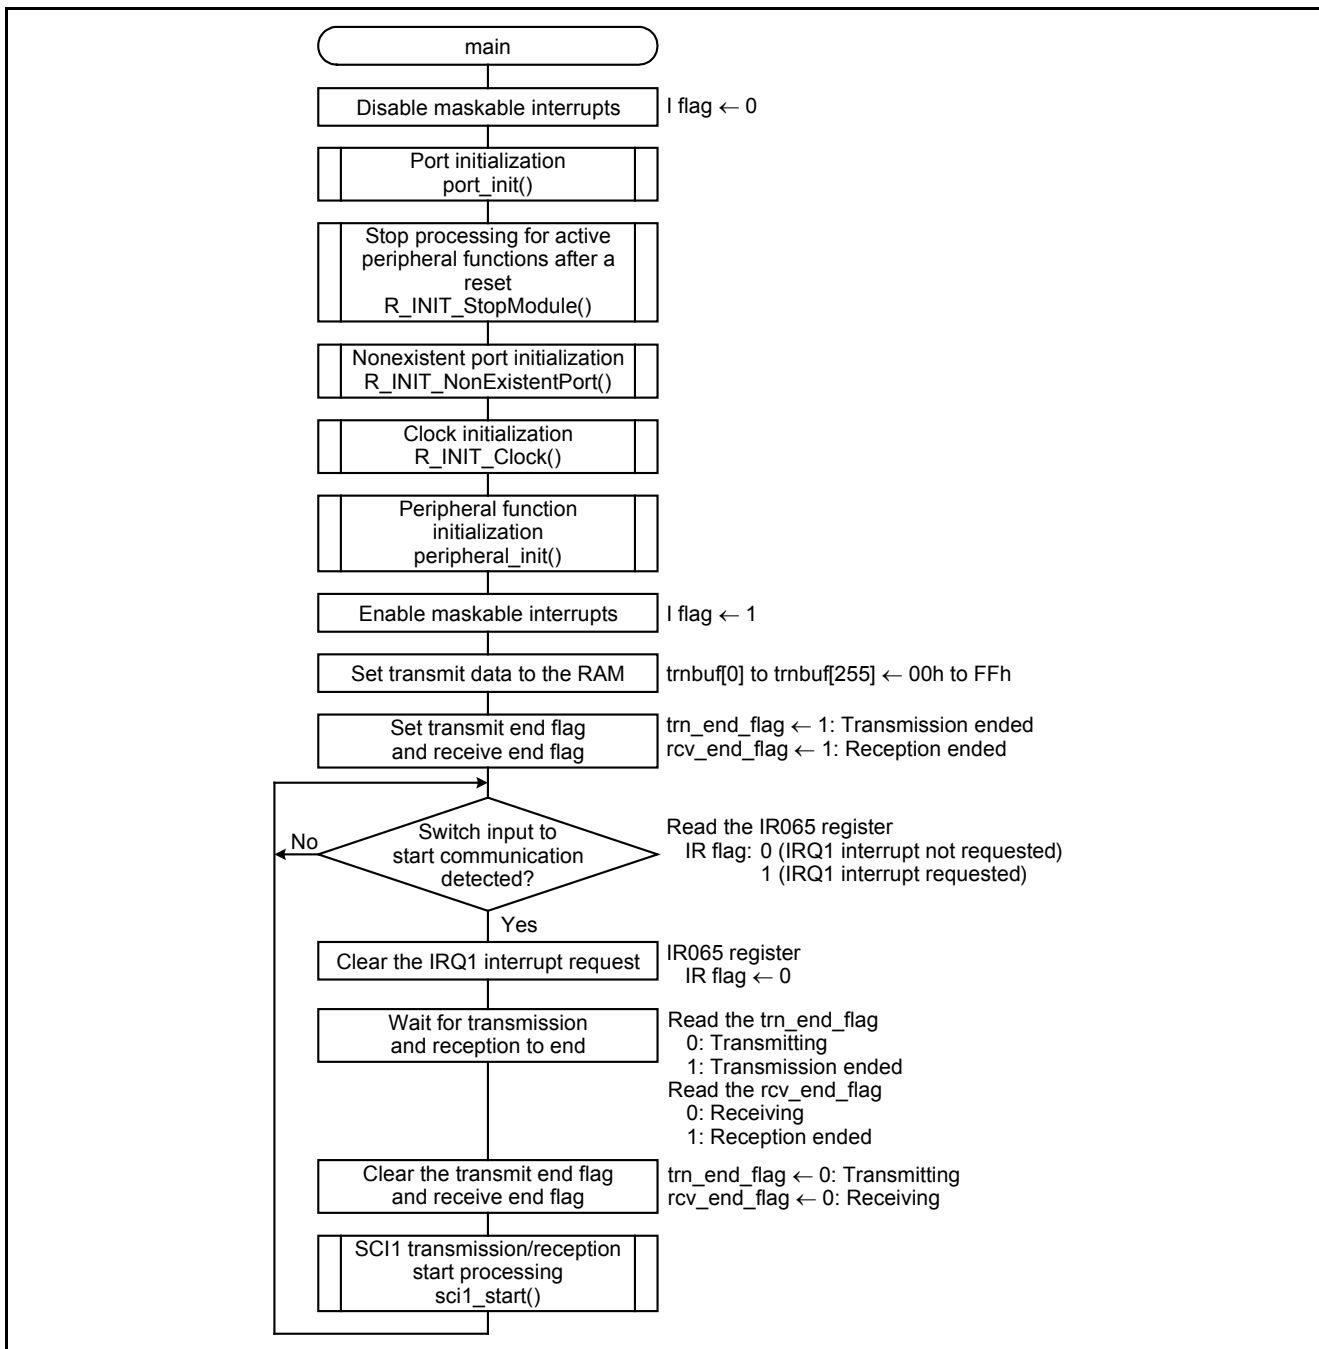 main
Disable maskable interrupts
I flag ← 0
Port initialization
port_init()
Stop processing for active
peripheral functions after a
reset
R_INIT_StopModule()
Nonexistent port initialization
R_INIT_NonExistentPort()
Clock initialization
R_INIT_Clock()
Peripheral function
initialization
peripheral_init()
Enable maskable interrupts
I flag ← 1
Set transmit data to the RAM
trnbuf[0] to trnbuf[255] ← 00h to FFh
Set transmit end flag
and receive end flag
trn_end_flag ← 1: Transmission ended
rcv_end_flag ← 1: Reception ended
No
Switch input to
start communication
detected?
Read the IR065 register
IR flag: 0 (IRQ1 interrupt not requested)
1 (IRQ1 interrupt requested)
Yes
Clear the IRQ1 interrupt request
IR065 register
IR flag ← 0
Wait for transmission
and reception to end
Read the trn_end_flag
0: Transmitting
1: Transmission ended
Read the rcv_end_flag
0: Receiving
1: Reception ended
Clear the transmit end flag
and receive end flag
trn_end_flag ← 0: Transmitting
rcv_end_flag ← 0: Receiving
SCI1 transmission/reception
start processing
sci1_start()